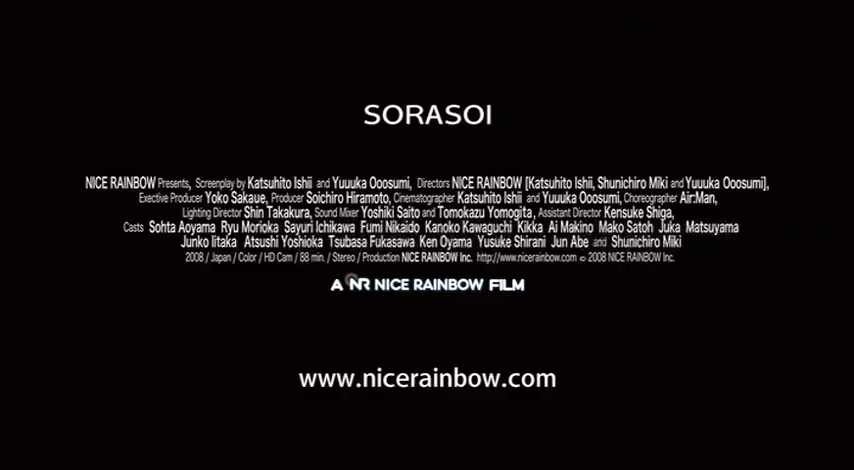 SORASOI
NICE RAINBOW Presents, Screenplay by Katsuhito Ishii and Yuuuka Ooosumi, Directors NICE RAINBOW [Katsuhito Ishii, Shunichiro Miki and Yuuuka Ooosumi],
Exective Producer Yoko Sakaue, Producer Soichiro Hiramoto, Cinematographer Katsuhito Ishii and Yuuuka Ooosumi, Choreographer Air:Man,
Lighting Director Shin Takakura, Sound Mixer Yoshiki Saito and Tomokazu Yomogita, Assistant Director Kensuke Shiga,
Casts Sohta Aoyama Ryu Morioka Sayuri Ichikawa Fumi Nikaido Kanoko Kawaguchi Kikka Ai Makino Mako Satoh Juka Matsuyama
Junko Iitaka Atsushi Yoshioka Tsubasa Fukasawa Ken Oyama Yusuke Shirani Jun Abe and Shunichiro Miki
2008 / Japan / Color / HD Cam / 88 min. / Stereo / Production NICE RAINBOW Inc. http://www.nicerainbow.com © 2008 NICE RAINBOW Inc.
A NR NICE RAINBOW FILM
www.nicerainbow.com